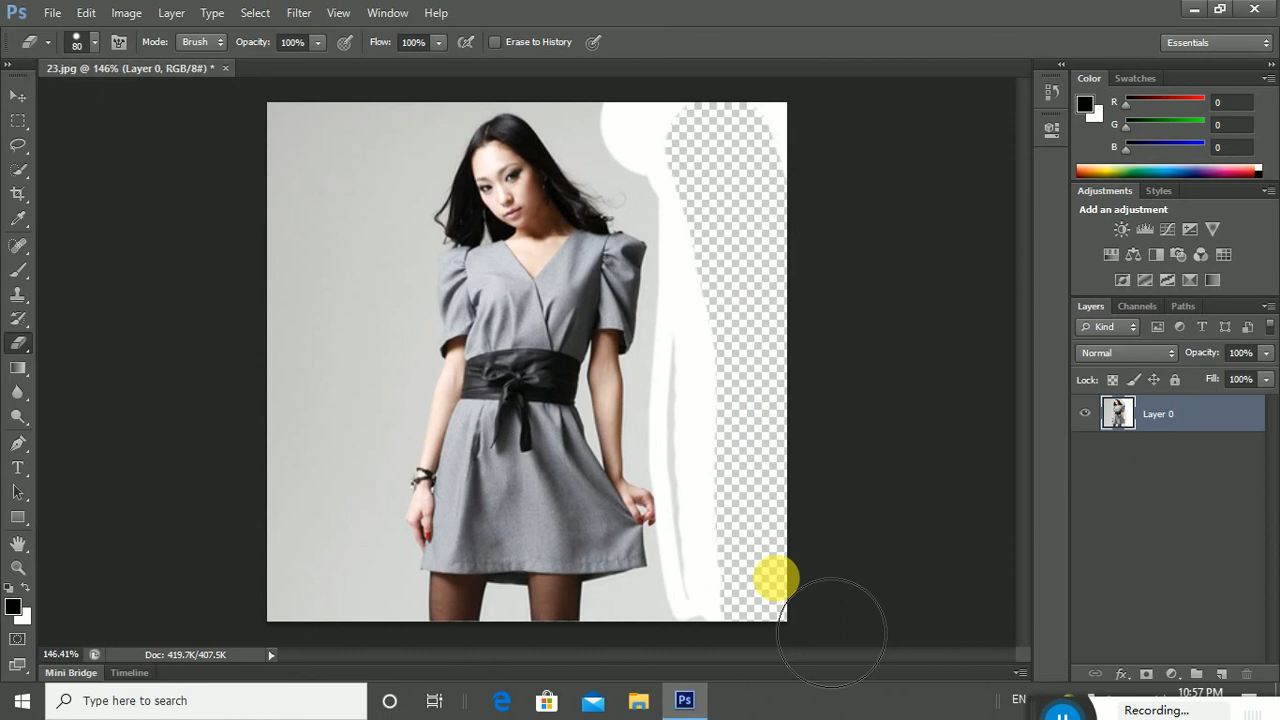 Ps File Edit Image Layer Type Select Filter View Window Help
80 Mode: Brush Opacity: 100% Flow: 100% Erase to History Essentials
23.jpg @ 146% (Layer 0, RGB/8#) * ×
Color Swatches
R 0
G 0
B 0
Adjustments Styles
Add an adjustment
Layers Channels Paths
Kind
Normal Opacity: 100%
Lock: Fill: 100%
Layer 0
146.41% Doc: 419.7K/407.5K
Mini Bridge Timeline
Type here to search
Ps
EN
10:57 PM
Recording...